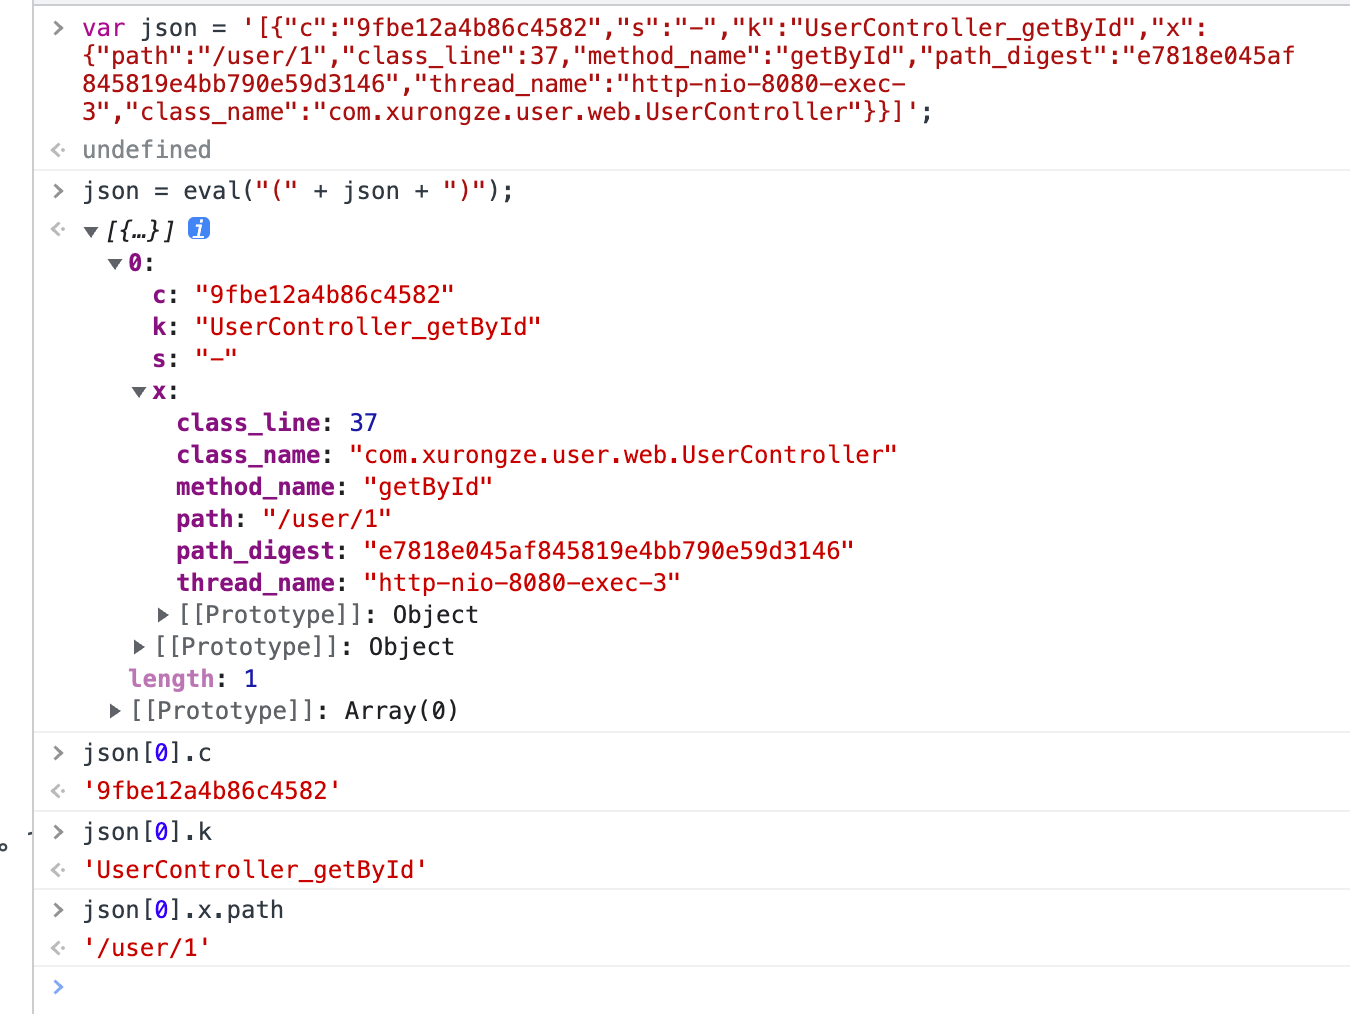 var json = '[{"c":"9fbe12a4b86c4582","s":"-","k":"UserController_getById","x":
{"path":"/user/1","class_line":37,"method_name":"getById","path_digest":"e7818e045af
845819e4bb790e59d3146","thread_name":"http-nio-8080-exec-
3","class_name":"com.xurongze.user.web.UserController"}}]';
undefined
json = eval("(" + json + ")");
[{…}] i
0:
c: "9fbe12a4b86c4582"
k: "UserController_getById"
s: "-"
x:
class_line: 37
class_name: "com.xurongze.user.web.UserController"
method_name: "getById"
path: "/user/1"
path_digest: "e7818e045af845819e4bb790e59d3146"
thread_name: "http-nio-8080-exec-3"
[[Prototype]]: Object
[[Prototype]]: Object
length: 1
[[Prototype]]: Array(0)
json[0].c
'9fbe12a4b86c4582'
json[0].k
'UserController_getById'
json[0].x.path
'/user/1'